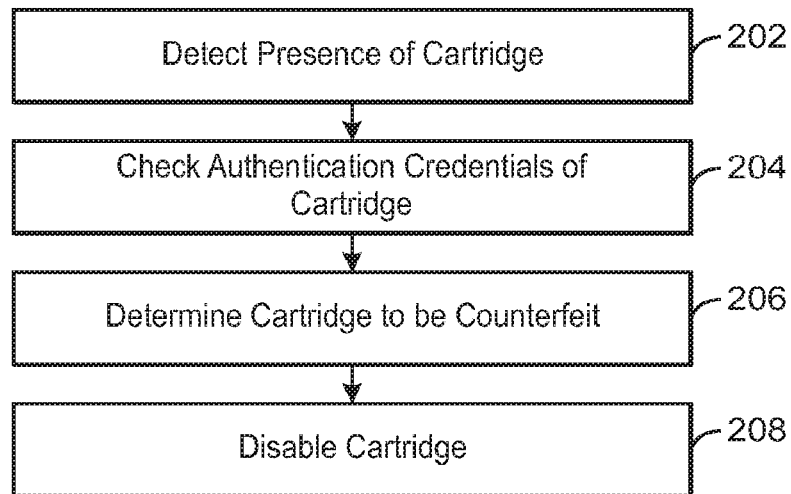 Detect Presence of Cartridge
202
Check Authentication Credentials of
Cartridge
204
Determine Cartridge to be Counterfeit
206
Disable Cartridge
208